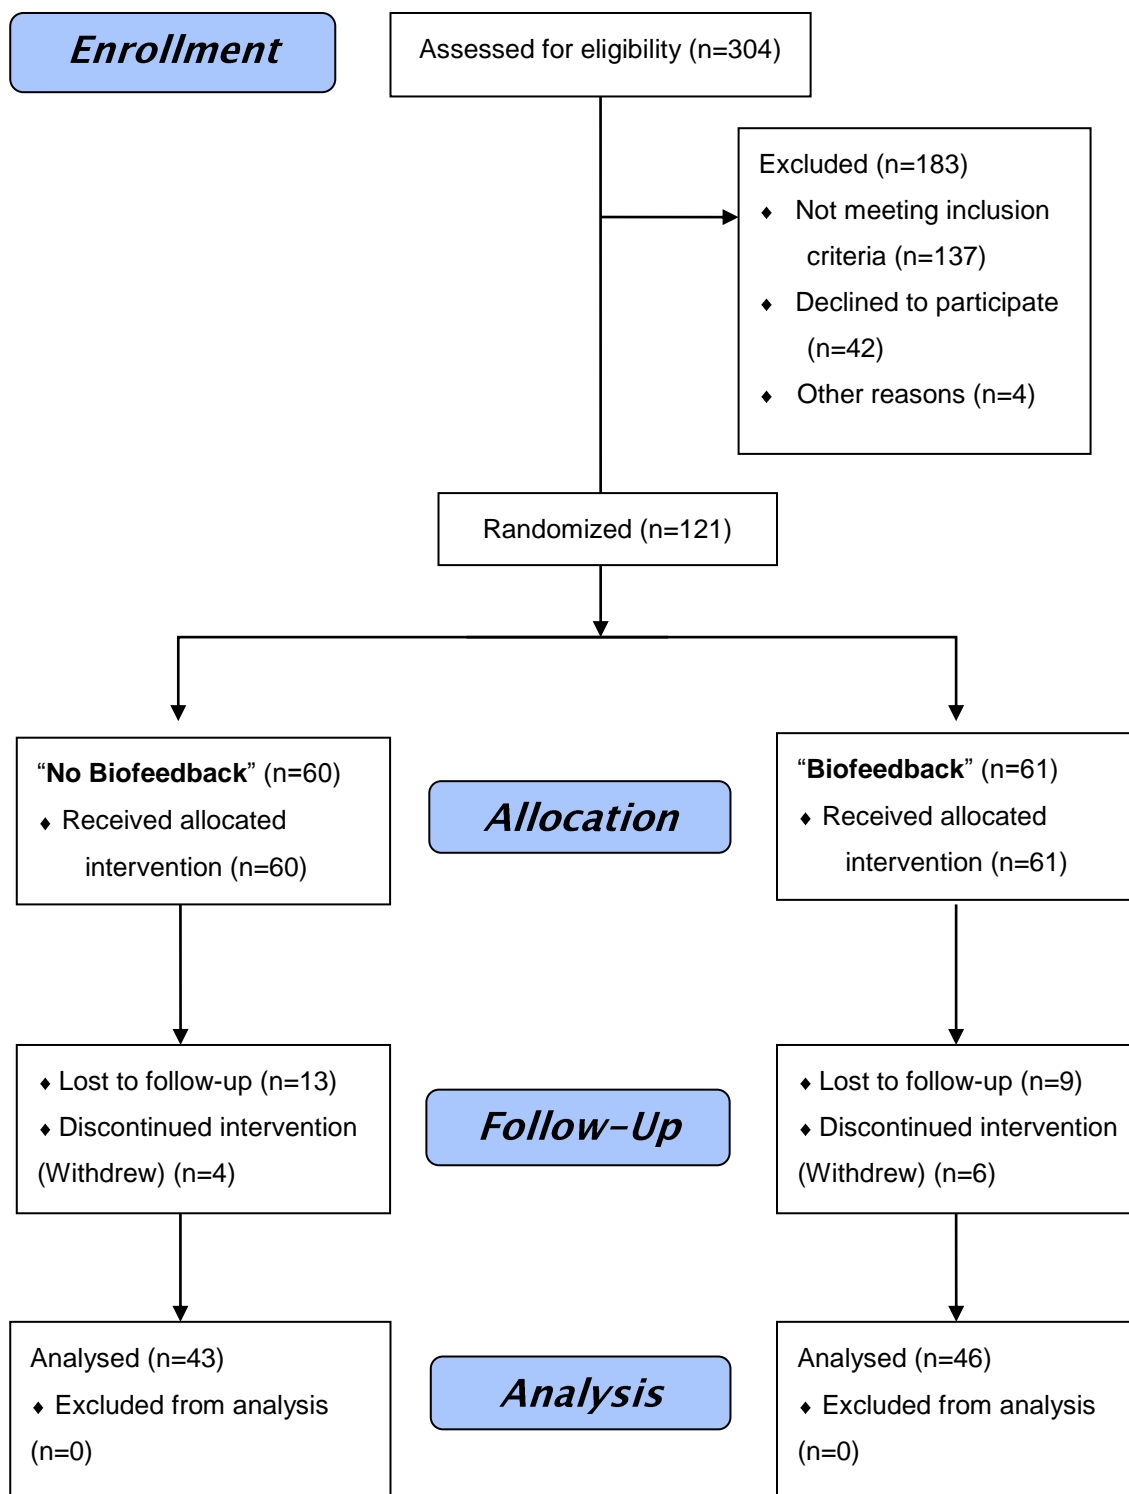 Enrollment
Assessed for eligibility (n=304)
Excluded (n=183)
♦ Not meeting inclusion
criteria (n=137)
♦ Declined to participate
(n=42)
♦ Other reasons (n=4)
Randomized (n=121)
“No Biofeedback” (n=60)
♦ Received allocated
intervention (n=60)
Allocation
“Biofeedback” (n=61)
♦ Received allocated
intervention (n=61)
♦ Lost to follow-up (n=13)
♦ Discontinued intervention
(Withdrew) (n=4)
Follow-Up
♦ Lost to follow-up (n=9)
♦ Discontinued intervention
(Withdrew) (n=6)
Analysed (n=43)
♦ Excluded from analysis
(n=0)
Analysis
Analysed (n=46)
♦ Excluded from analysis
(n=0)